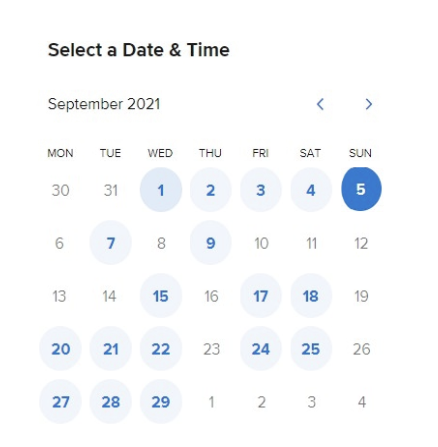 Select a Date & Time
September 2021
MON TUE WED THU FRI SAT SUN
30 31 1 2 3 4 5
6 7 8 9 10 11 12
13 14 15 16 17 18 19
20 21 22 23 24 25 26
27 28 29 1 2 3 4